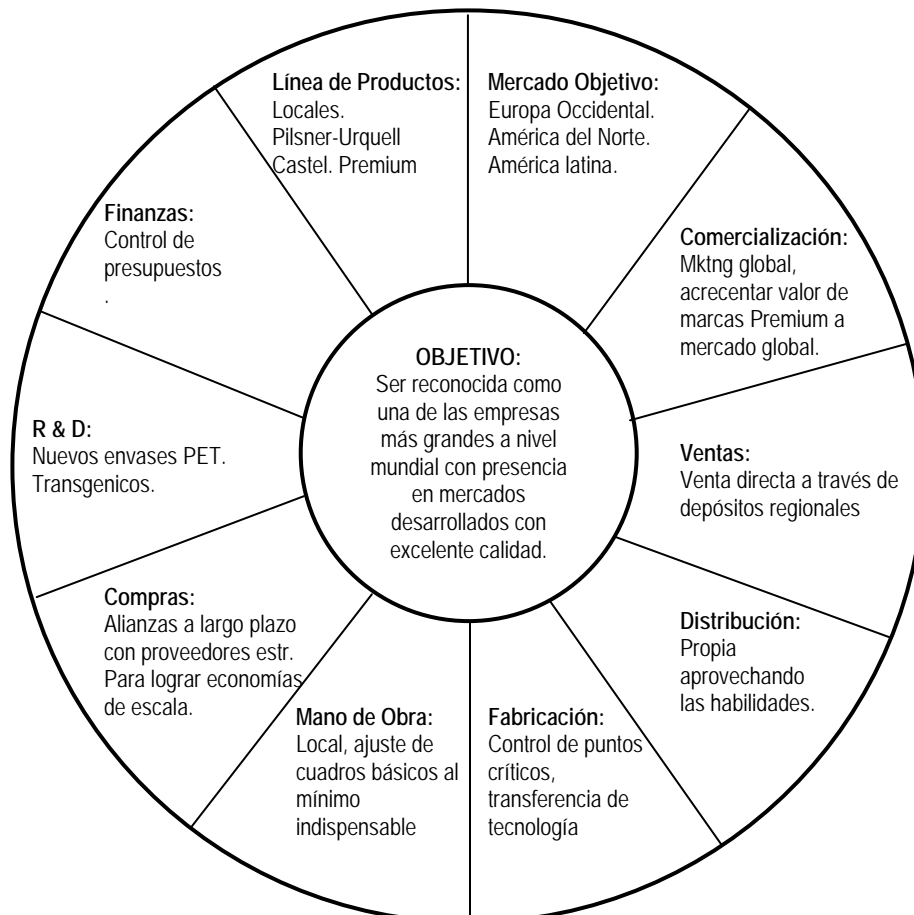 Línea de Productos:
Locales.
Pilsner-Urquell
Castel. Premium
Mercado Objetivo:
Europa Occidental.
América del Norte.
América latina.
Comercialización:
Mktng global,
acrecentar valor de
marcas Premium a
mercado global.
Ventas:
Venta directa a través de
depósitos regionales
Distribución:
Propia
aprovechando
las habilidades.
Fabricación:
Control de puntos
críticos,
transferencia de
tecnología
Mano de Obra:
Local, ajuste de
cuadros básicos al
mínimo
indispensable
Compras:
Alianzas a largo plazo
con proveedores estr.
Para lograr economías
de escala.
R & D:
Nuevos envases PET.
Transgenicos.
Finanzas:
Control de
presupuestos
.
OBJETIVO:
Ser reconocida como
una de las empresas
más grandes a nivel
mundial con presencia
en mercados
desarrollados con
excelente calidad.